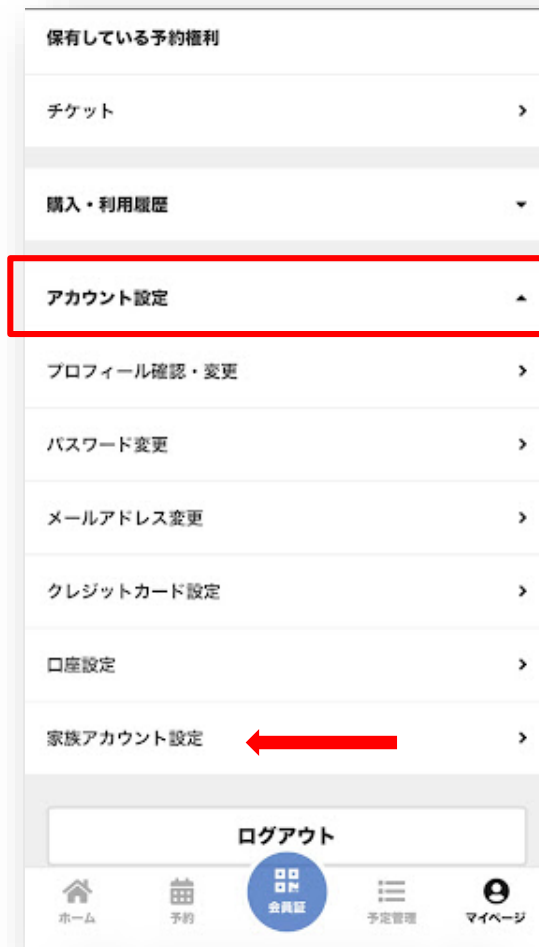 保有している予約権利
チケット
購入・利用履歴
アカウント設定
プロフィール確認・変更
パスワード変更
メールアドレス変更
クレジットカード設定
口座設定
家族アカウント設定
ログアウト
ホーム
予約
会員証
予定管理
マイページ